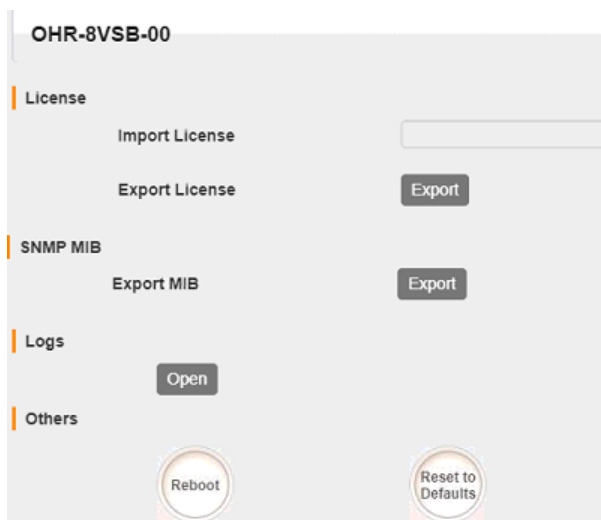 OHR-8VSB-00
License
Import License
Export License Export
SNMP MIB
Export MIB Export
Logs
Open
Others
Reboot Reset to
Defaults